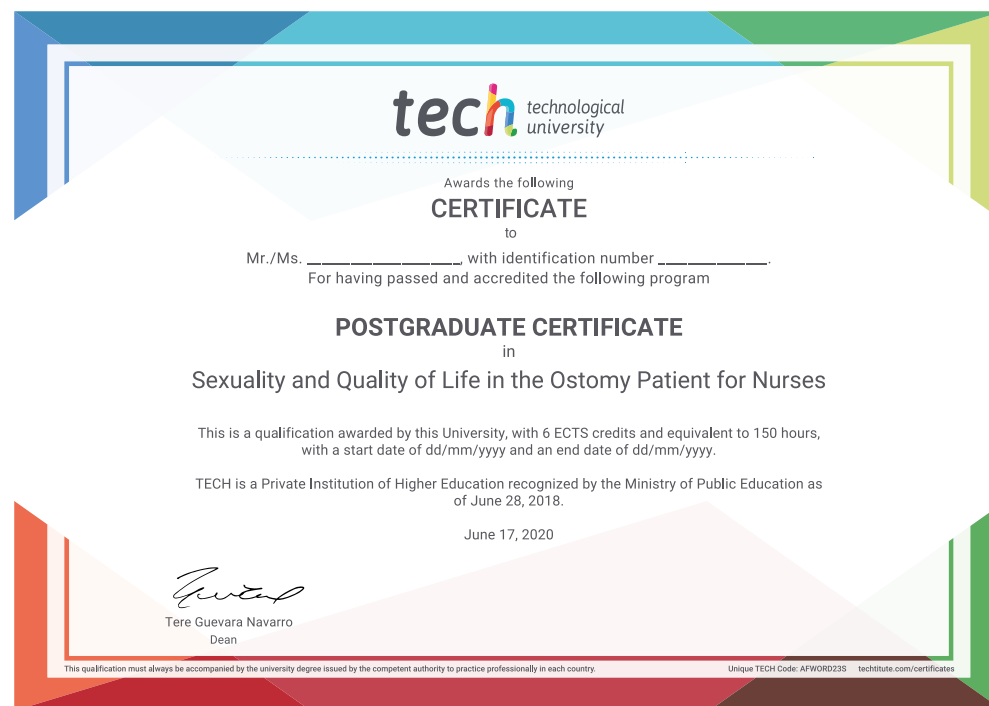 tech technological
university
Awards the following
CERTIFICATE
to
Mr./Ms. ____________________, with identification number ______________.
For having passed and accredited the following program
POSTGRADUATE CERTIFICATE
in
Sexuality and Quality of Life in the Ostomy Patient for Nurses
This is a qualification awarded by this University, with 6 ECTS credits and equivalent to 150 hours,
with a start date of dd/mm/yyyy and an end date of dd/mm/yyyy.
TECH is a Private Institution of Higher Education recognized by the Ministry of Public Education as
of June 28, 2018.
June 17, 2020
Tere Guevara Navarro
Dean
This qualification must always be accompanied by the university degree issued by the competent authority to practice professionally in each country.
Unique TECH Code: AFWORD23S techtitute.com/certificates